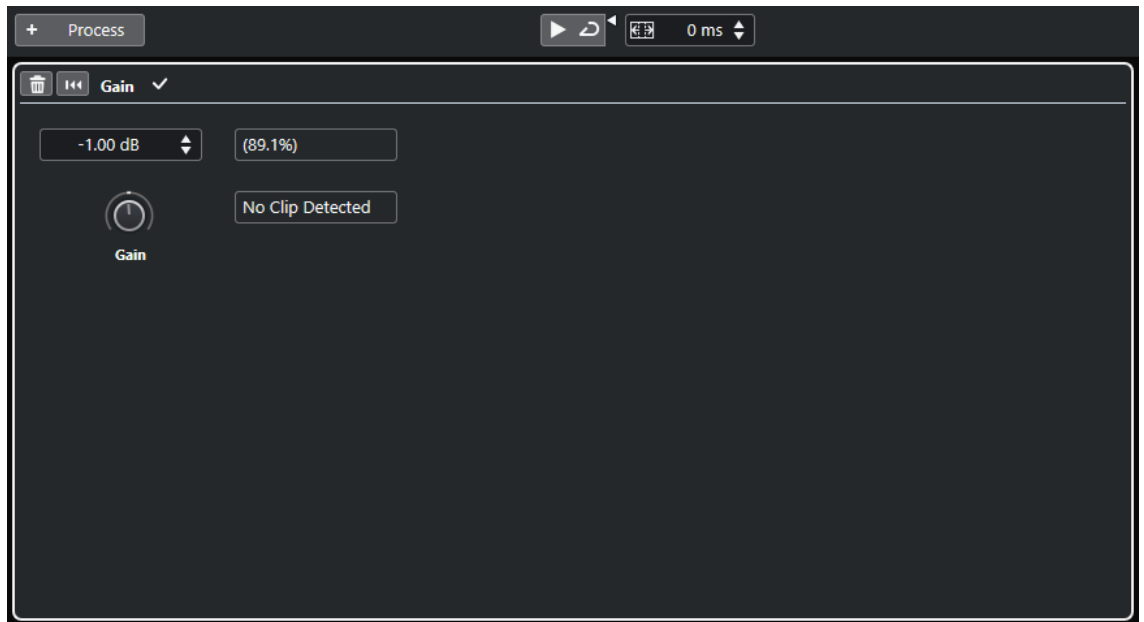 + Process
0 ms
Gain
-1.00 dB
(89.1%)
No Clip Detected
Gain